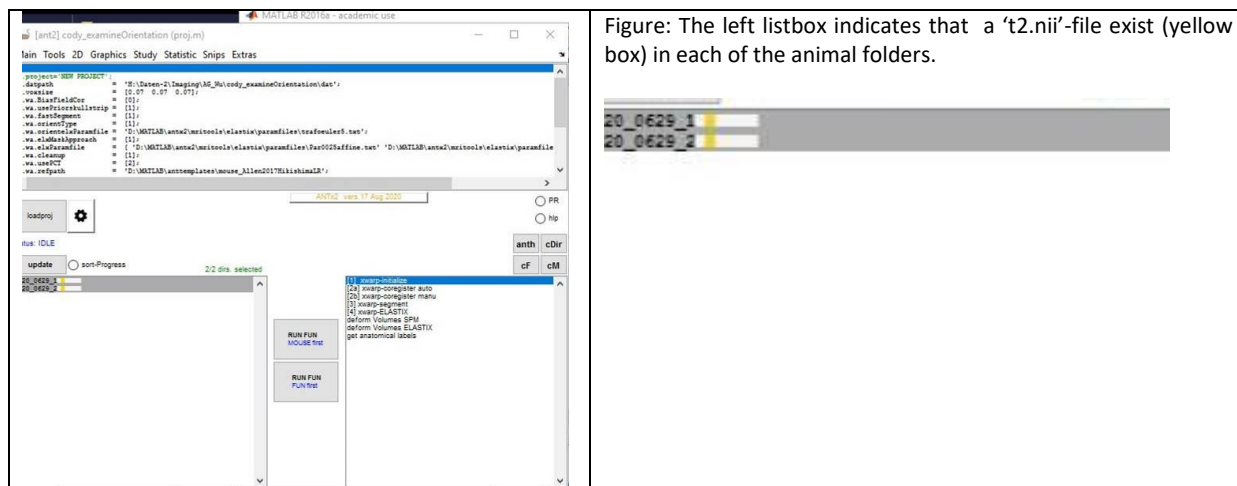 MATLAB R2016a - academic use
[ant2] cody_examineOrientation (proj.m)
Main Tools 2D Graphics Study Statistic Snips Extras
.project='NEW PROJECT';
.datpath = 'H:\Daten-2\Imaging\AG_Wu\cody_examineOrientation\dat';
.voxsize = [0.07 0.07 0.07];
.wa.BiasFieldCor = [0];
.wa.usePriorskullstrip = [1];
.wa.fastSegment = [1];
.wa.orientType = [1];
.wa.orientelxParamfile = 'D:\MATLAB\antx2\mritools\elastix\paramfiles\trafoeuler5.txt';
.wa.elxMaskApproach = [1];
.wa.elxParamfile = { 'D:\MATLAB\antx2\mritools\elastix\paramfiles\Par0025affine.txt' 'D:\MATLAB\antx2\mritools\elastix\paramfile
.wa.cleanup = [1];
.wa.usePCT = [2];
.wa.refpath = 'D:\MATLAB\anttemplates\mouse_Allen2017HikishimaLR';
ANTx2 vers.17 Aug 2020
PR
loadproj
hlp
status: IDLE
anth cDir
update sort-Progress
2/2 dirs. selected
cF cM
20_0629_1
20_0629_2
RUN FUN
MOUSE first
RUN FUN
FUN first
[1] xwarp-initialize
[2a] xwarp-coregister auto
[2b] xwarp-coregister manu
[3] xwarp-segment
[4] xwarp-ELASTIX
deform Volumes SPM
deform Volumes ELASTIX
get anatomical labels
Figure: The left listbox indicates that a ‘t2.nii’-file exist (yellow
box) in each of the animal folders.
20_0629_1
20_0629_2